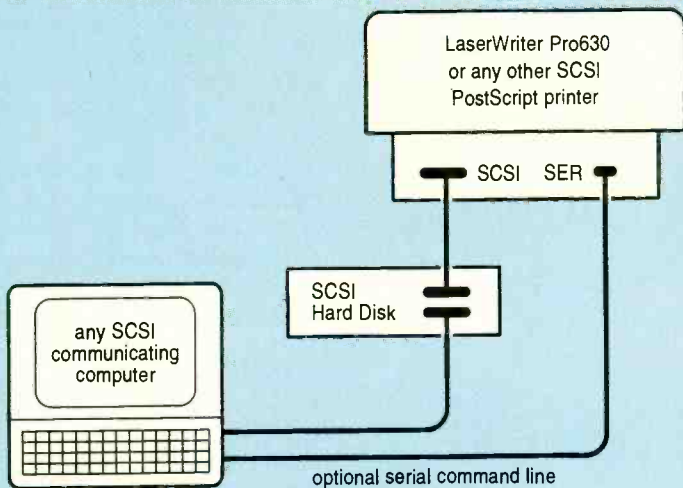 LaserWriter Pro630
or any other SCSI
PostScript printer
SCSI SER
SCSI
Hard Disk
any SCSI
communicating
computer
optional serial command line